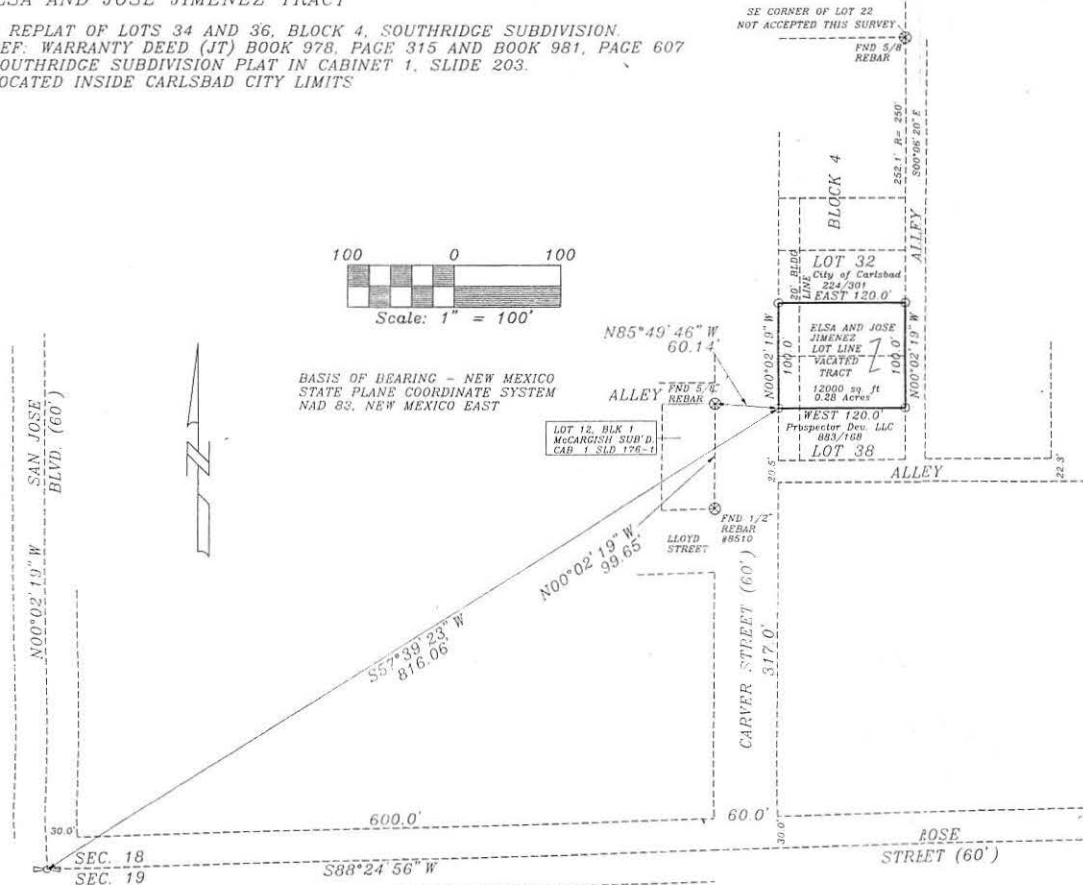 ELSA AND JOSE JIMENEZ TRACT
REPLAT OF LOTS 34 AND 36, BLOCK 4, SOUTHRIDGE SUBDIVISION.
EF: WARRANTY DEED (JT) BOOK 978, PAGE 315 AND BOOK 981, PAGE 607
OUTHRIDGE SUBDIVISION PLAT IN CABINET 1, SLIDE 203.
OCATED INSIDE CARLSBAD CITY LIMITS
SE CORNER OF LOT 22
NOT ACCEPTED THIS SURVEY
FND 5/8
REBAR
252.1' R= 250'
S00°06'20"E
BLOCK 4
ALLEY
100 0 100
Scale: 1" = 100'
BASIS OF BEARING - NEW MEXICO
STATE PLANE COORDINATE SYSTEM
NAD 83, NEW MEXICO EAST
20' BLDG
LINE
LOT 32
City of Carlsbad
224/301
EAST 120.0'
N00°02'19" W
100.0'
ELSA AND JOSE
JIMENEZ
LOT LINE
VACATED
TRACT
12000 sq. ft
0.28 Acres
100.0'
N00°02'19" W
WEST 120.0'
Prospector Dev. LLC
883/168
LOT 38
N85°49'46" W
60.14'
ALLEY
FND 5/8"
REBAR
LOT 12, BLK 1
McCARGISH SUB'D.
CAB 1 SLD 176-1
20.5'
ALLEY
22.3'
FND 1/2"
REBAR
#8510
LLOYD
STREET
N00°02'19" W
99.65'
S57°39'23" W
816.06'
N00°02'19" W
SAN JOSE
BLVD. (60')
CARVER STREET (60')
317.0'
30.0'
600.0'
60.0'
30.0'
ROSE
STREET (60')
SEC. 18
SEC. 19
S88°24'56" W